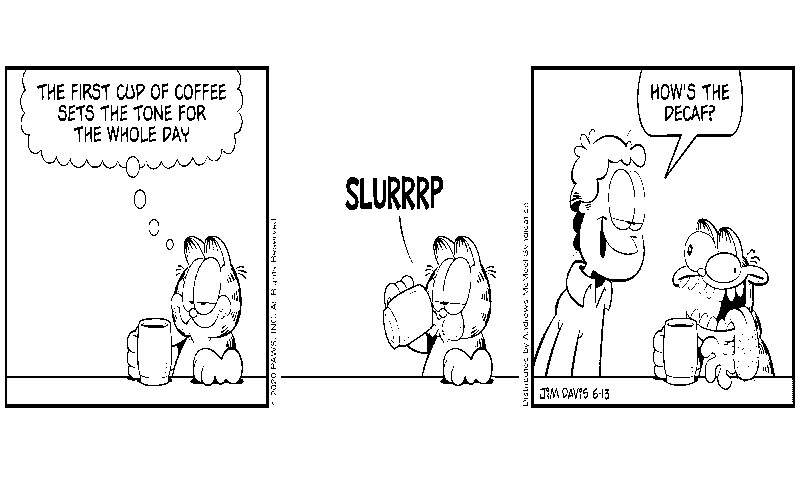 THE FIRST CUP OF COFFEE
SETS THE TONE FOR
THE WHOLE DAY
© 2020 PAWS, INC. All Rights Reserved.
SLURRRP
Distributed by Andrews McMeel Syndication
HOW'S THE
DECAF?
JIM DAVIS 6-13